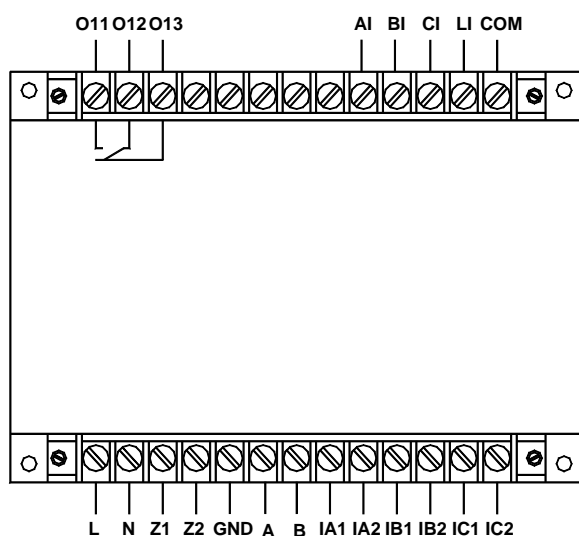 O11 O12 O13 AI BI CI LI COM
L N Z1 Z2 GND A B IA1 IA2 IB1 IB2 IC1 IC2